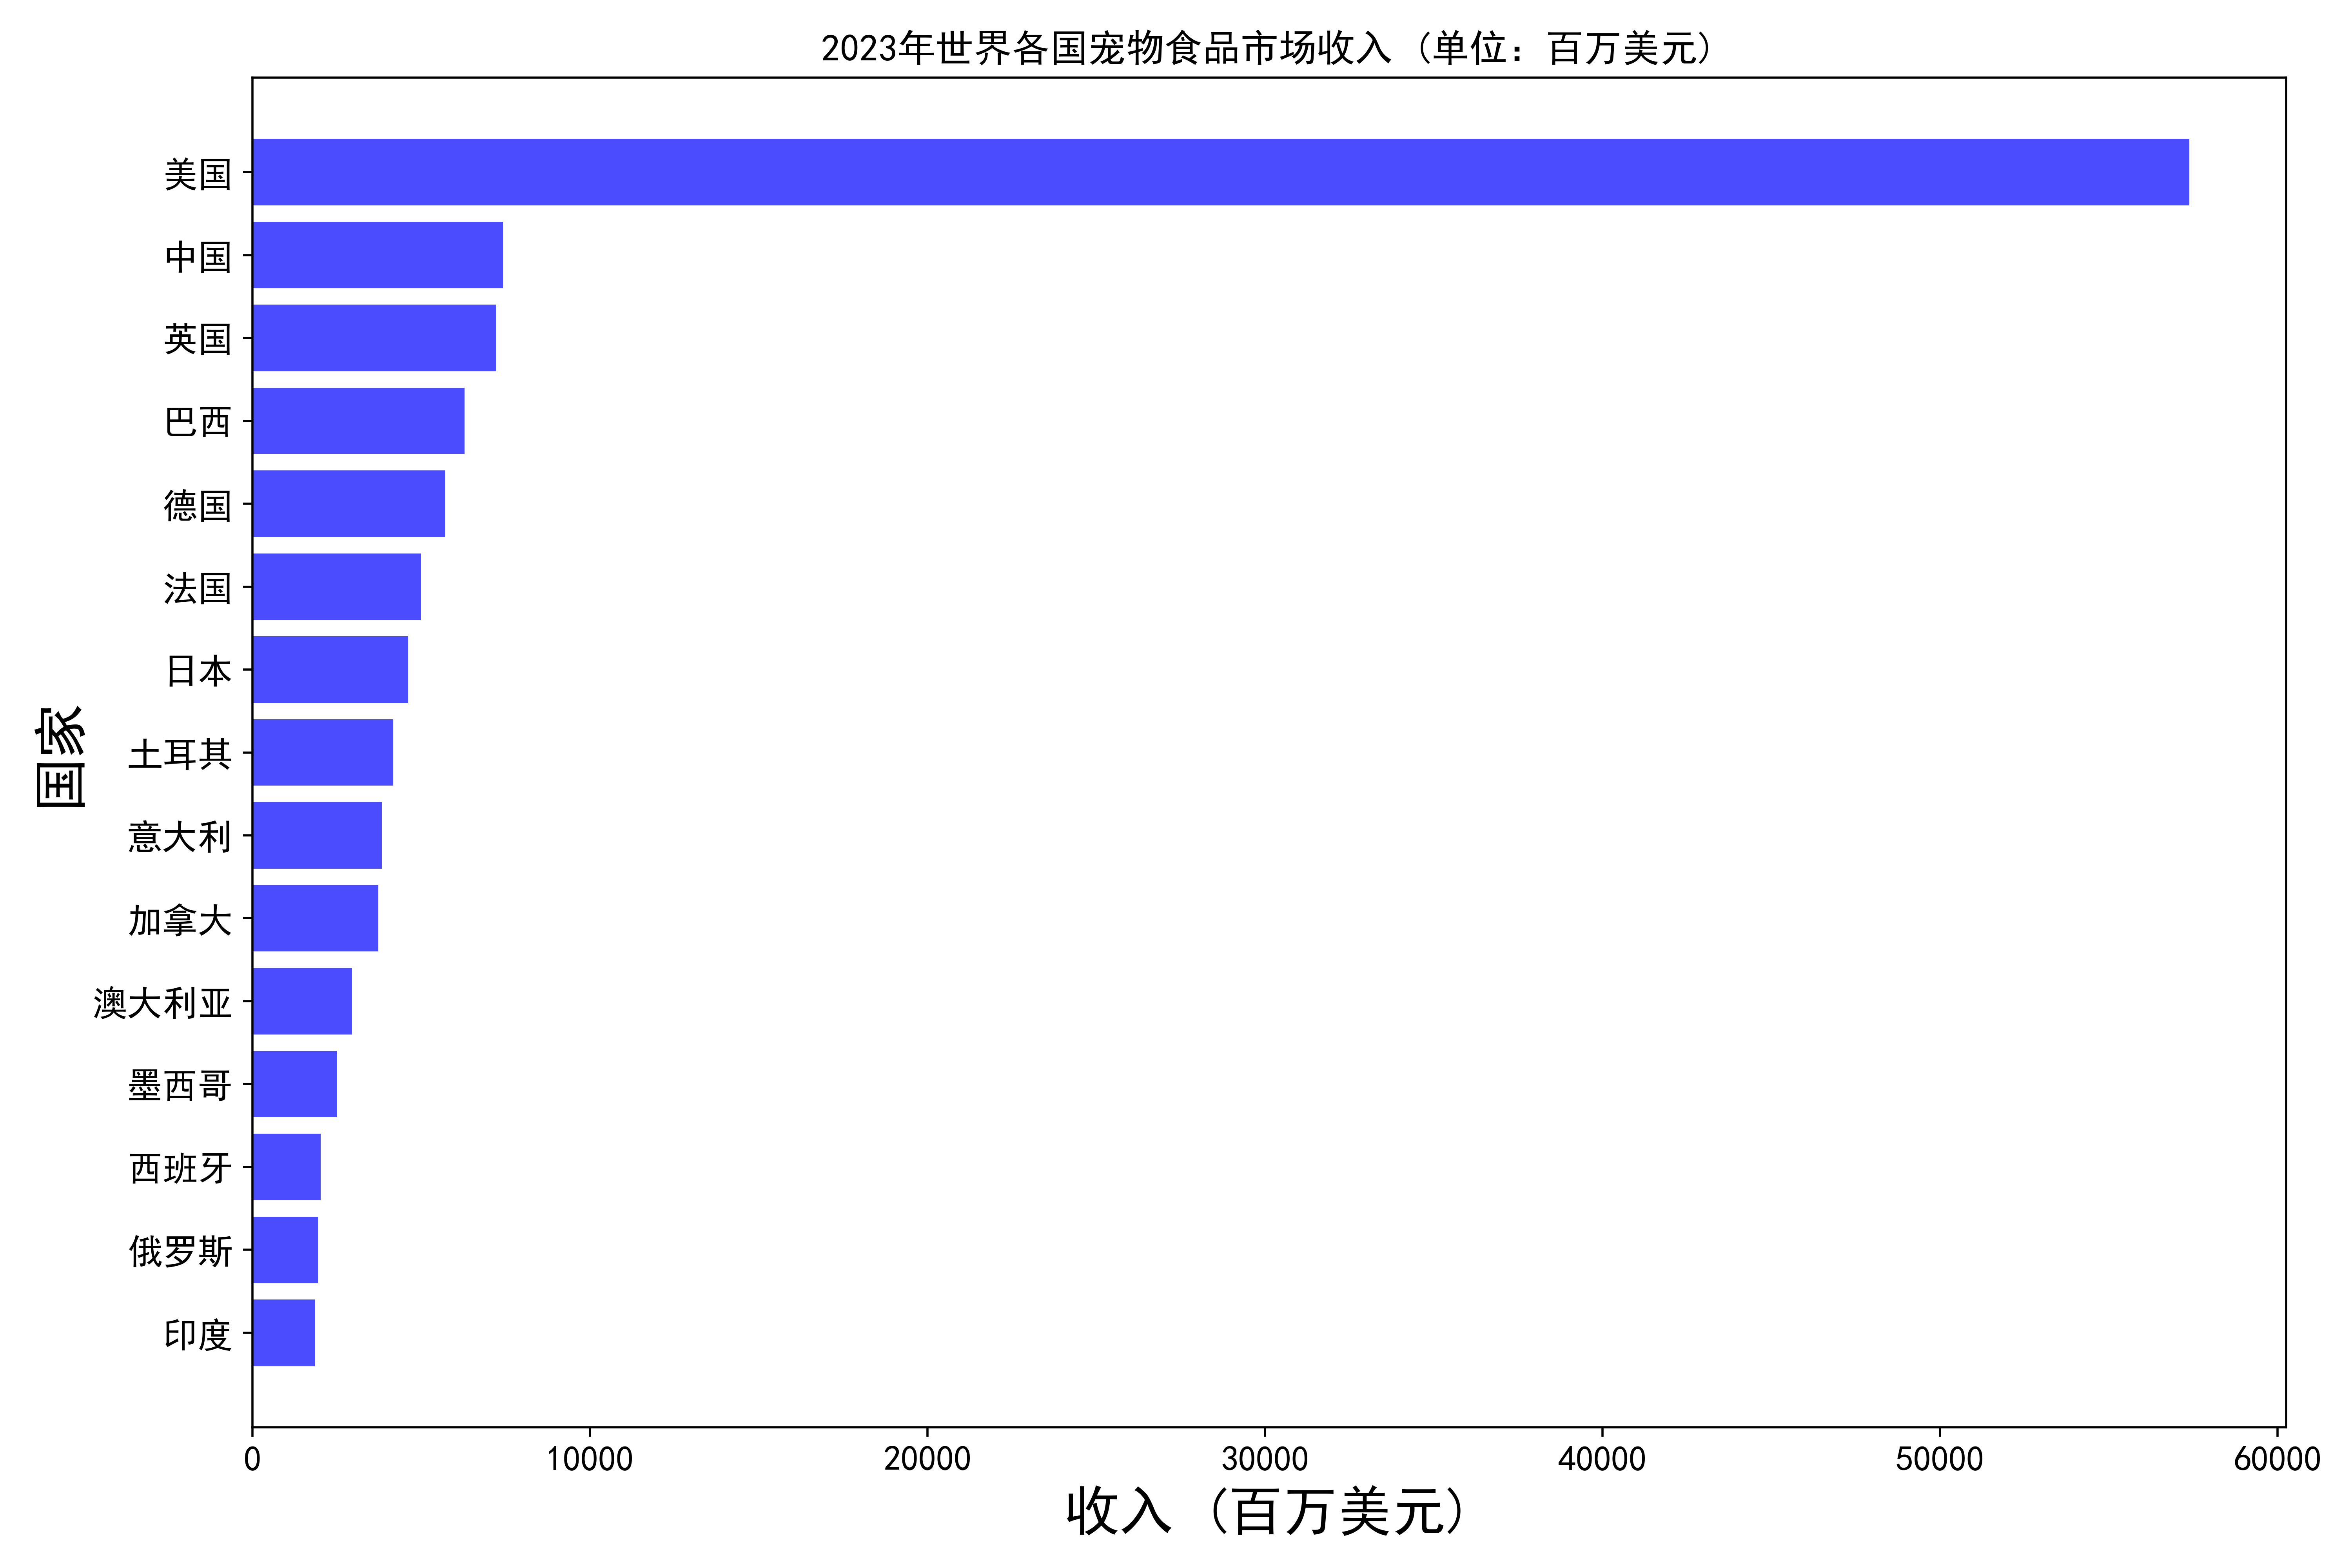 2023年世界各国宠物食品市场收入 (单位：百万美元)
国家
美国
中国
英国
巴西
德国
法国
日本
土耳其
意大利
加拿大
澳大利亚
墨西哥
西班牙
俄罗斯
印度
0 10000 20000 30000 40000 50000 60000
收入 (百万美元)